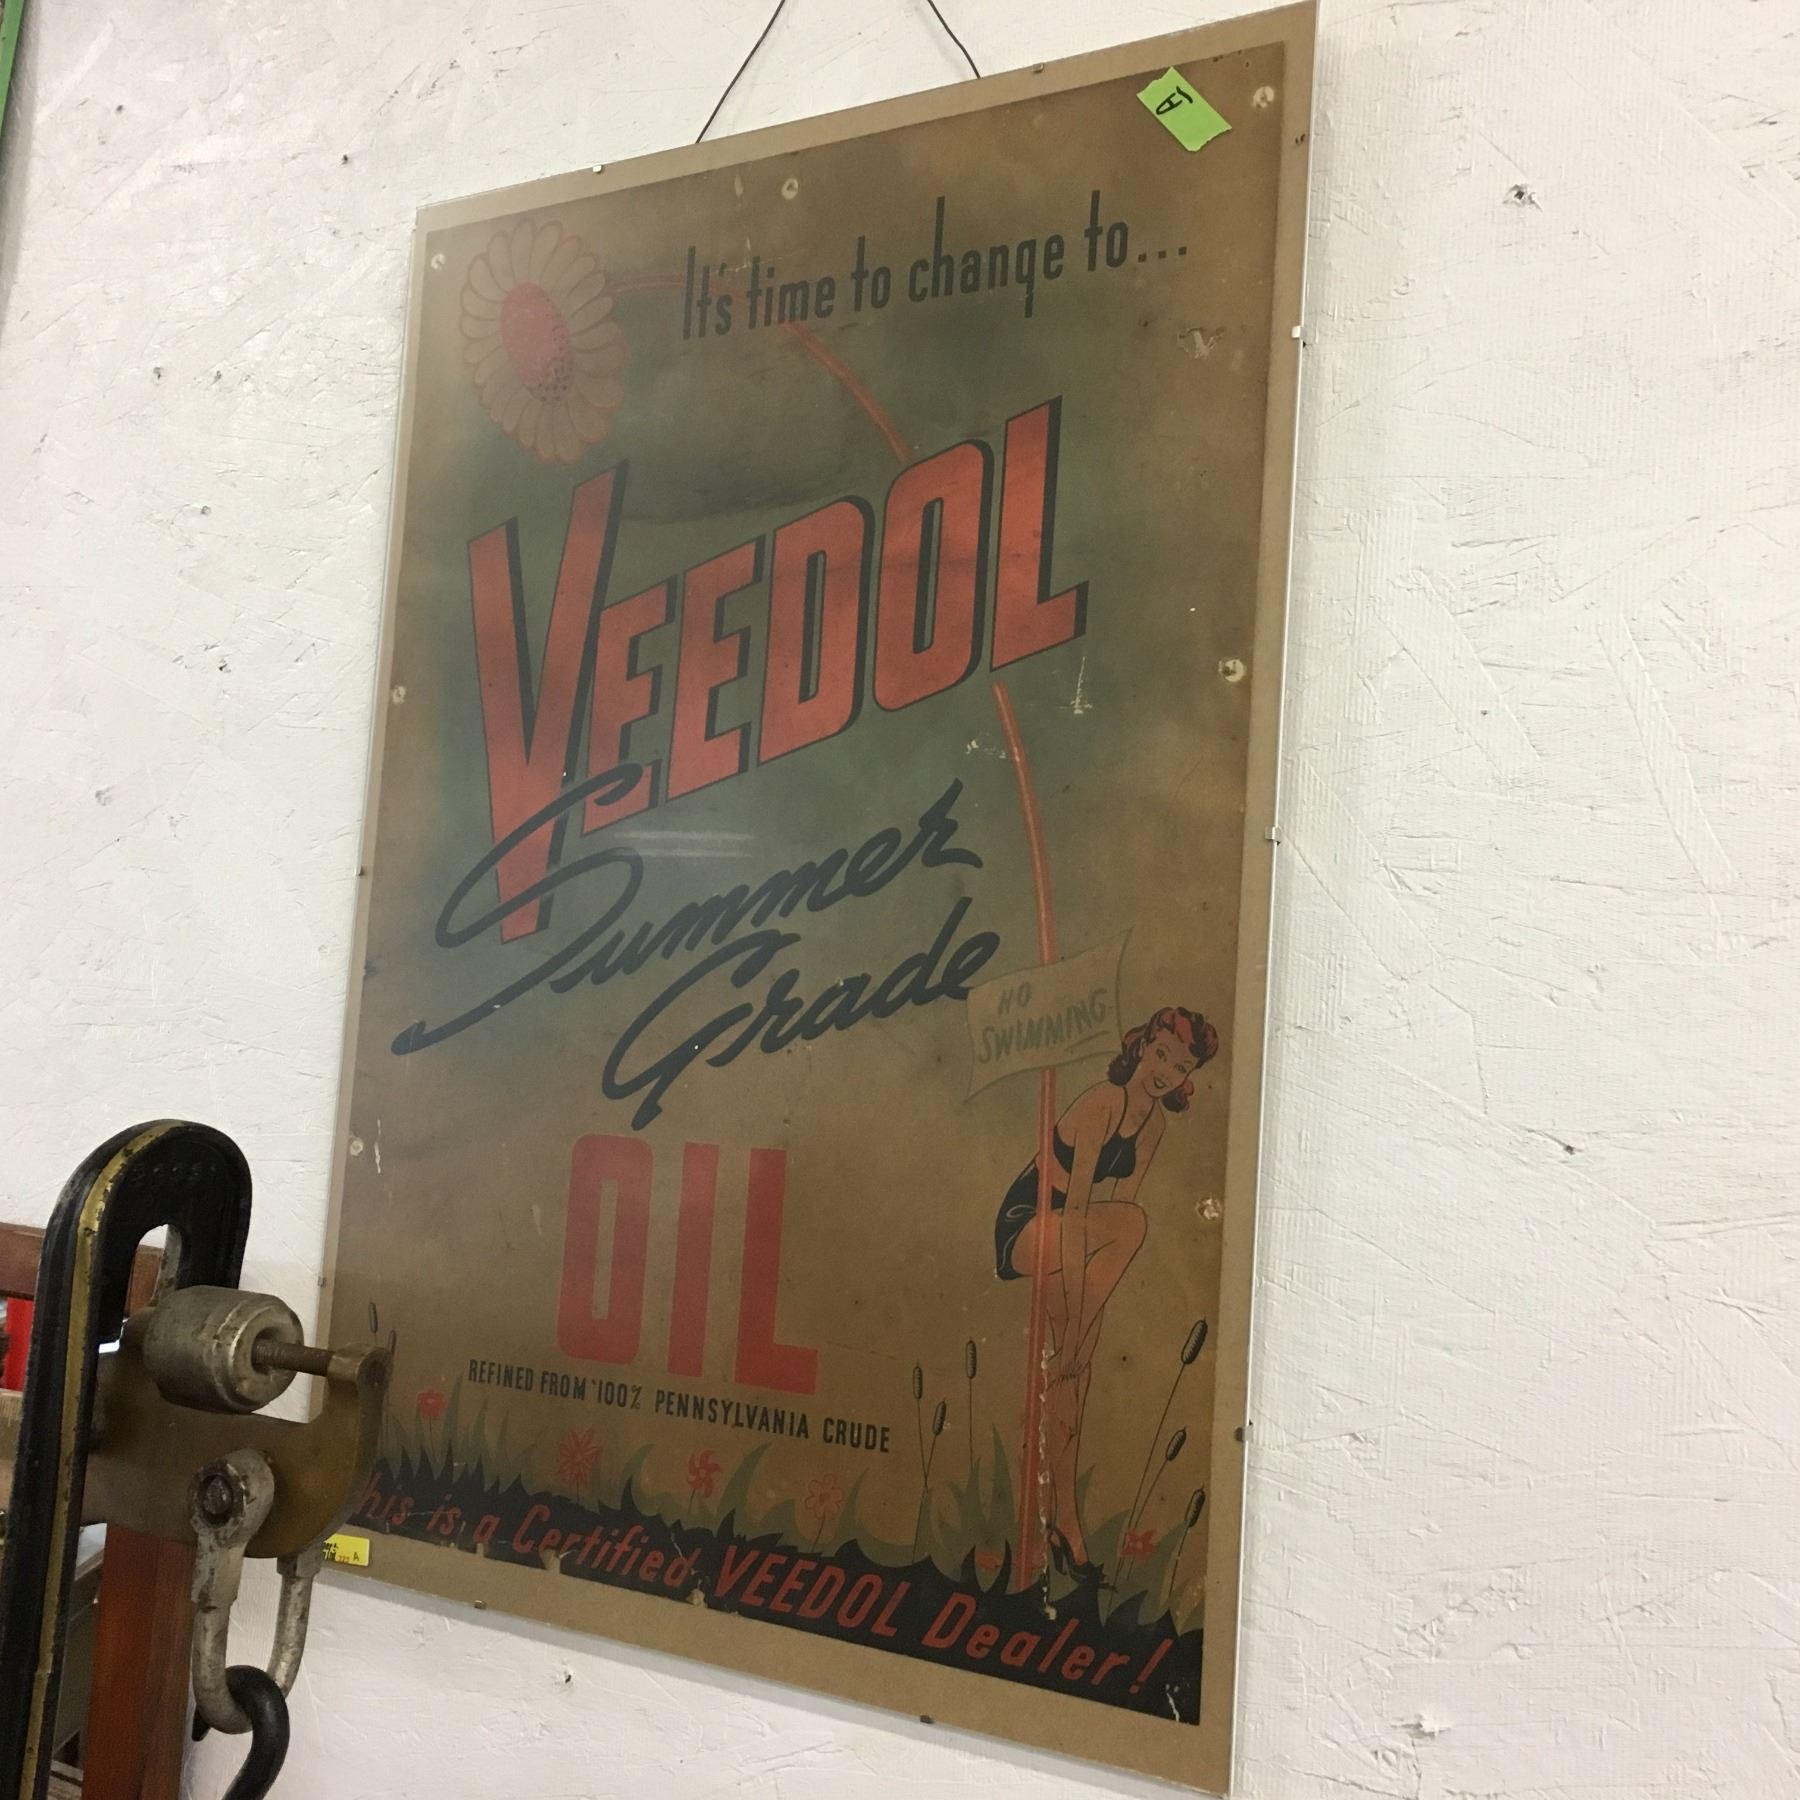 It's time to change to...
VEEDOL
Summer
Grade
NO
SWIMMING
OIL
REFINED FROM 100% PENNSYLVANIA CRUDE
his is a Certified VEEDOL Dealer!
A